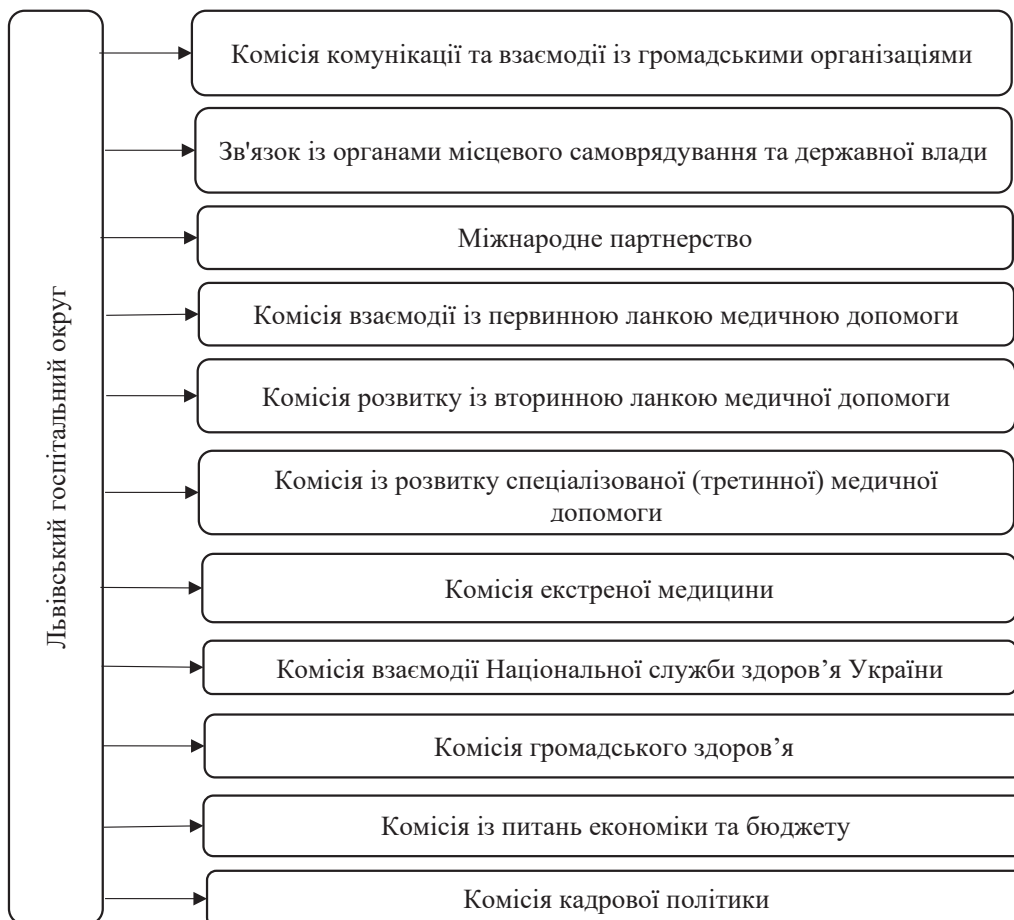 Львівський госпітальний округ
Комісія комунікації та взаємодії із громадськими організаціями
Зв'язок із органами місцевого самоврядування та державної влади
Міжнародне партнерство
Комісія взаємодії із первинною ланкою медичною допомоги
Комісія розвитку із вторинною ланкою медичної допомоги
Комісія із розвитку спеціалізованої (третинної) медичної
допомоги
Комісія екстреної медицини
Комісія взаємодії Національної служби здоров’я України
Комісія громадського здоров’я
Комісія із питань економіки та бюджету
Комісія кадрової політики